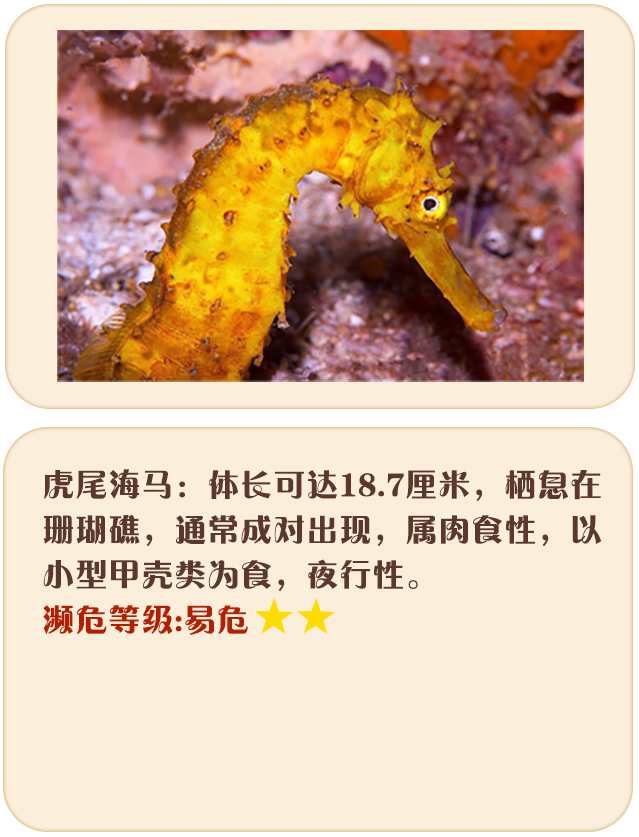 虎尾海马：体长可达18.7厘米，栖息在
珊瑚礁，通常成对出现，属肉食性，以
小型甲壳类为食，夜行性。
濒危等级:易危★★